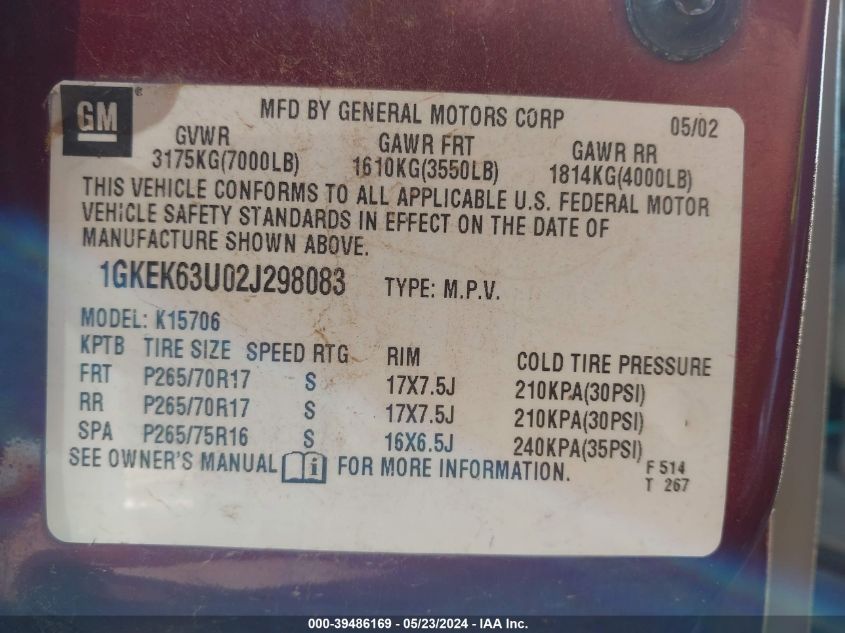 GM ® MFD BY GENERAL MOTORS CORP 05/02
GVWR GAWR FRT GAWR RR
3175KG(7000LB) 1610KG(3550LB) 1814KG(4000LB)
THIS VEHICLE CONFORMS TO ALL APPLICABLE U.S. FEDERAL MOTOR
VEHICLE SAFETY STANDARDS IN EFFECT ON THE DATE OF
MANUFACTURE SHOWN ABOVE.
1GKEK63U02J298083 TYPE: M.P.V.
MODEL: K15706
KPTB TIRE SIZE SPEED RTG RIM COLD TIRE PRESSURE
FRT P265/70R17 S 17X7.5J 210KPA(30PSI)
RR P265/70R17 S 17X7.5J 210KPA(30PSI)
SPA P265/75R16 S 16X6.5J 240KPA(35PSI)
SEE OWNER'S MANUAL i FOR MORE INFORMATION. F 514
T 267
000-39486169 — 05/23/2024 — IAA Inc.